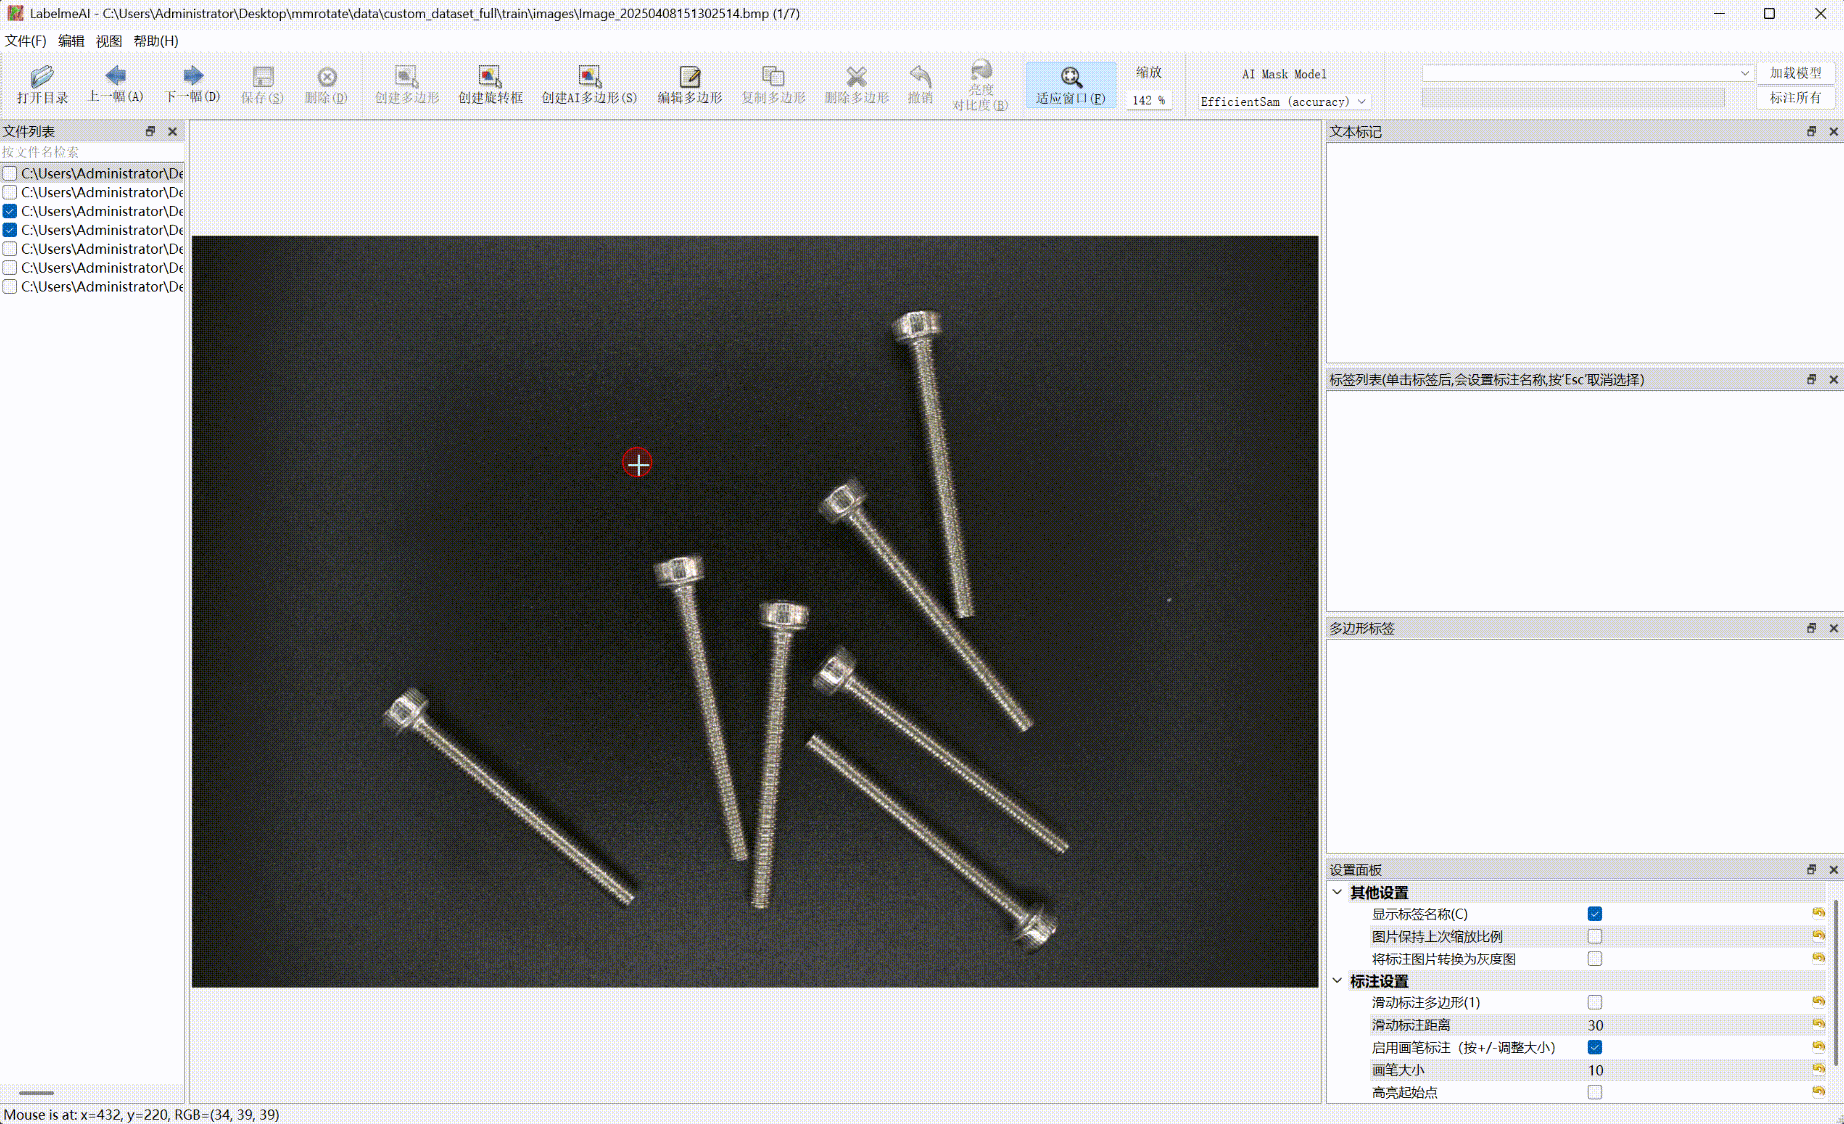 LabelmeAI - C:\Users\Administrator\Desktop\mmrotate\data\custom_dataset_full\train\images\Image_20250408151302514.bmp (1/7)
文件(F) 编辑 视图 帮助(H)
打开目录 上一幅(A) 下一幅(D) 保存(S) 删除(D) 创建多边形 创建旋转框 创建AI多边形(S) 编辑多边形 复制多边形 删除多边形 撤销 亮度对比度(B) 适应窗口(F)
缩放
142 %
AI Mask Model
EfficientSam (accuracy)
加载模型
标注所有
文件列表
按文件名检索
C:\Users\Administrator\De
C:\Users\Administrator\De
C:\Users\Administrator\De
C:\Users\Administrator\De
C:\Users\Administrator\De
C:\Users\Administrator\De
C:\Users\Administrator\De
文本标记
标签列表(单击标签后,会设置标注名称,按'Esc'取消选择)
多边形标签
设置面板
其他设置
显示标签名称(C)
图片保持上次缩放比例
将标注图片转换为灰度图
标注设置
滑动标注多边形(1)
滑动标注距离 30
启用画笔标注（按+/-调整大小）
画笔大小 10
高亮起始点
Mouse is at: x=432, y=220, RGB=(34, 39, 39)